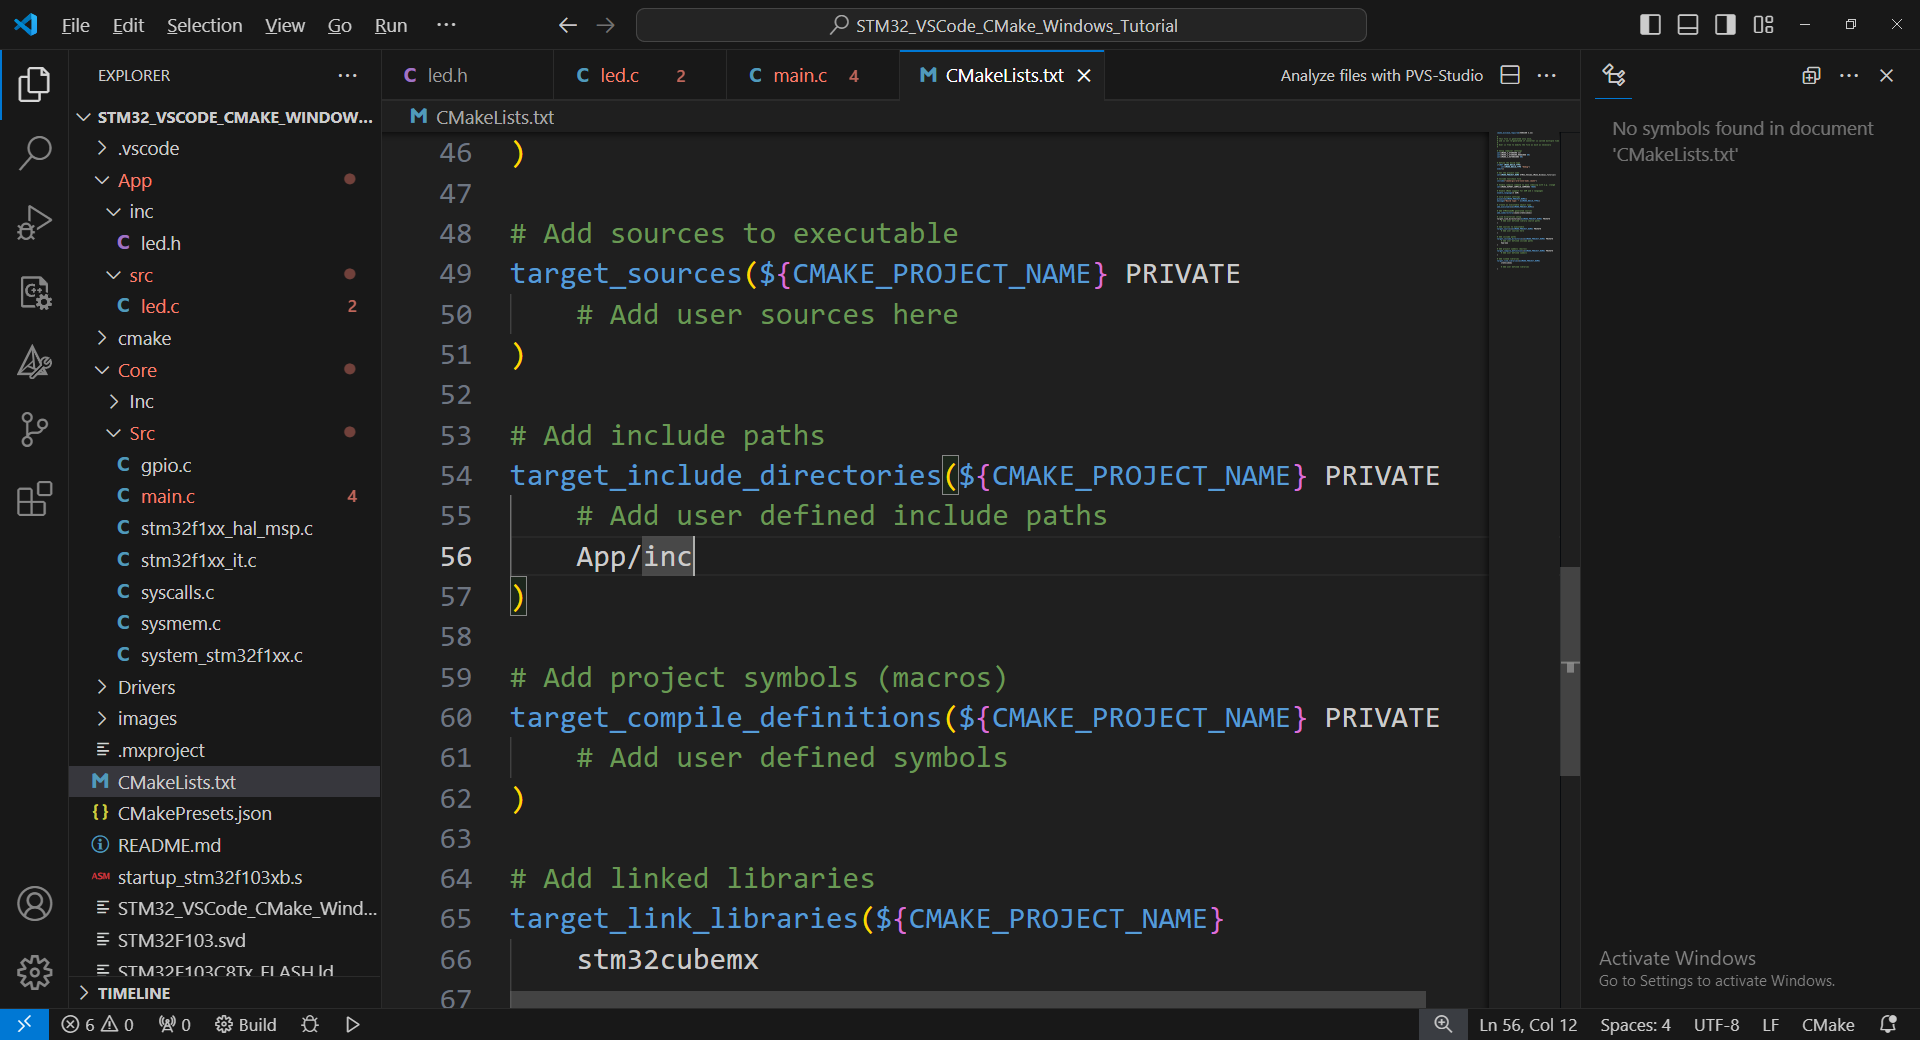 File Edit Selection View Go Run ···
STM32_VSCode_CMake_Windows_Tutorial
EXPLORER
STM32_VSCODE_CMAKE_WINDOW...
.vscode
App
inc
led.h
src
led.c 2
cmake
Core
Inc
Src
gpio.c
main.c 4
stm32f1xx_hal_msp.c
stm32f1xx_it.c
syscalls.c
sysmem.c
system_stm32f1xx.c
Drivers
images
.mxproject
CMakeLists.txt
CMakePresets.json
README.md
ASM startup_stm32f103xb.s
STM32_VSCode_CMake_Wind...
STM32F103.svd
STM32F103C8Tx_FLASH.ld
TIMELINE
C led.h
C led.c 2
C main.c 4
M CMakeLists.txt
Analyze files with PVS-Studio
M CMakeLists.txt
46 )
47
48 # Add sources to executable
49 target_sources(${CMAKE_PROJECT_NAME} PRIVATE
50     # Add user sources here
51 )
52
53 # Add include paths
54 target_include_directories(${CMAKE_PROJECT_NAME} PRIVATE
55     # Add user defined include paths
56     App/inc
57 )
58
59 # Add project symbols (macros)
60 target_compile_definitions(${CMAKE_PROJECT_NAME} PRIVATE
61     # Add user defined symbols
62 )
63
64 # Add linked libraries
65 target_link_libraries(${CMAKE_PROJECT_NAME}
66     stm32cubemx
67
No symbols found in document
'CMakeLists.txt'
Activate Windows
Go to Settings to activate Windows.
6 0 0 Build
Ln 56, Col 12 Spaces: 4 UTF-8 LF CMake